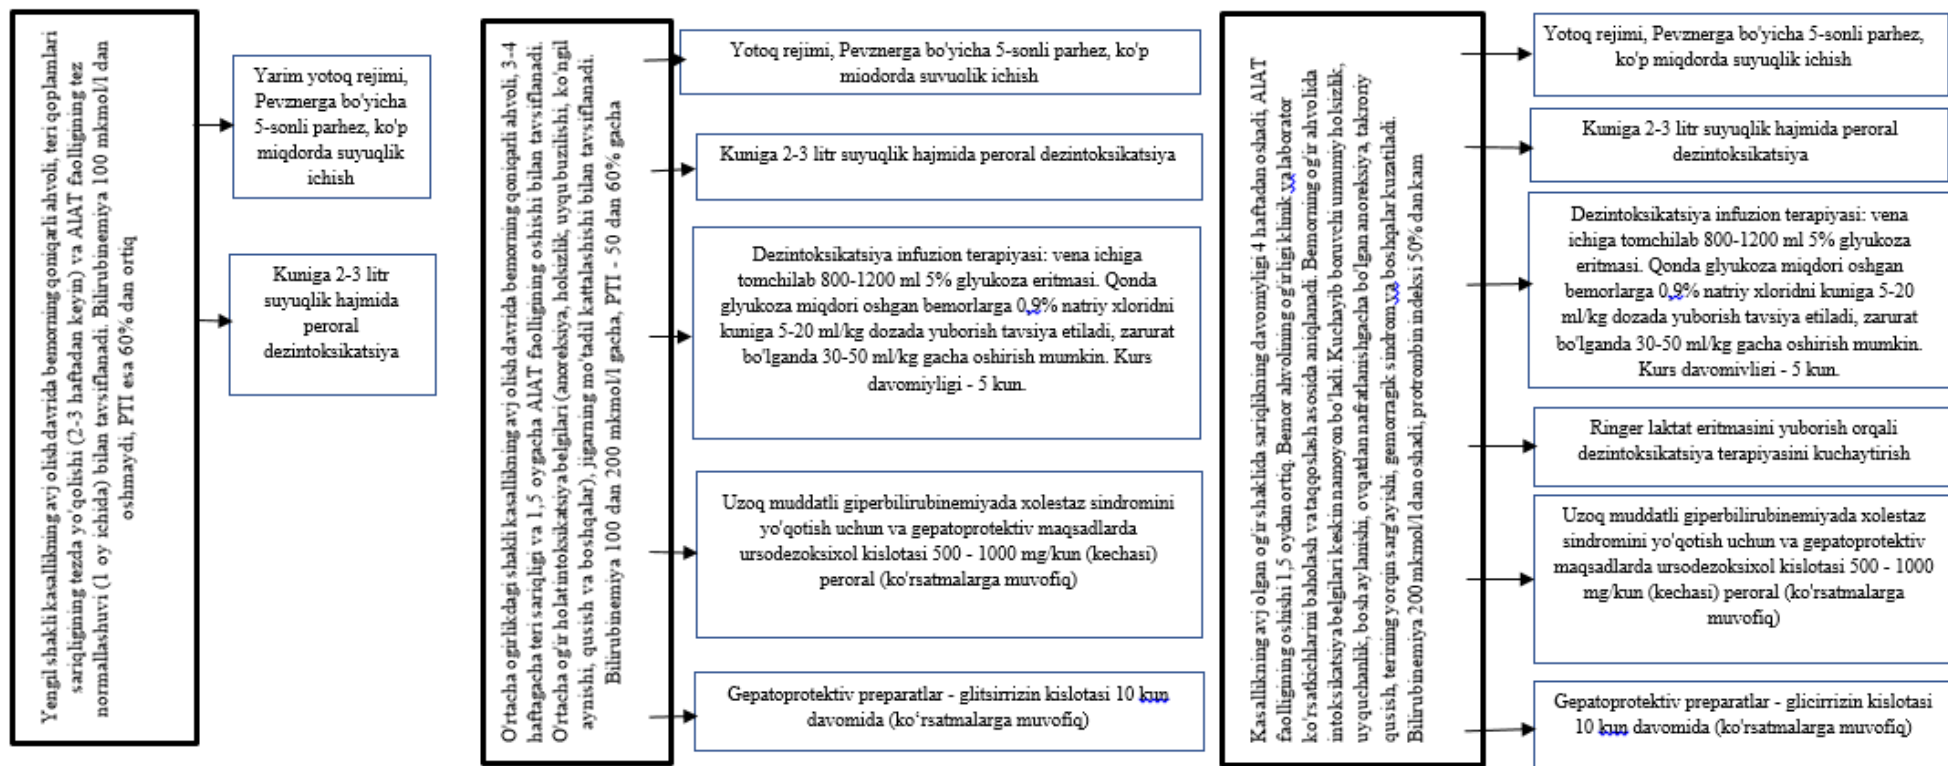 Yengil shakli kasallikning avj olish davrida bemorning qoniqarli ahvoli, teri qoplamlari
sariqligining tezda yo'qolishi (2-3 haftadan keyin) va AlAT faolligining tez
normallashuvi (1 oy ichida) bilan tavsiflanadi. Bilirubinemiya 100 mkmol/l dan
oshmaydi, PTI esa 60% dan ortiq
Yarim yotoq rejimi,
Pevznerga bo'yicha
5-sonli parhez, ko'p
miqdorda suyuqlik
ichish
Kuniga 2-3 litr
suyuqlik hajmida
peroral
dezintoksikatsiya
O'rtacha og'irlikdagi shakli kasallikning avj olish davrida bemorning qoniqarli ahvoli, 3-4
haftagacha teri sariqligi va 1,5 oygacha AlAT faolligining oshishi bilan tavsiflanadi.
O'rtacha og'ir holat intoksikatsiya belgilari (anoreksiya, holsizlik, uyqu buzilishi, ko'ngil
aynishi, qusish va boshqalar), jigarning mo'tadil kattalashishi bilan tavsiflanadi.
Bilirubinemiya 100 dan 200 mkmol/l gacha, PTI - 50 dan 60% gacha
Yotoq rejimi, Pevznerga bo'yicha 5-sonli parhez, ko'p
miqdorda suyuqlik ichish
Kuniga 2-3 litr suyuqlik hajmida peroral dezintoksikatsiya
Dezintoksikatsiya infuzion terapiyasi: vena ichiga
tomchilab 800-1200 ml 5% glyukoza eritmasi. Qonda
glyukoza miqdori oshgan bemorlarga 0,9% natriy xloridni
kuniga 5-20 ml/kg dozada yuborish tavsiya etiladi, zarurat
bo'lganda 30-50 ml/kg gacha oshirish mumkin. Kurs
davomiyligi - 5 kun.
Uzoq muddatli giperbilirubinemiyada xolestaz sindromini
yo'qotish uchun va gepatoprotektiv maqsadlarda
ursodezoksixol kislotasi 500 - 1000 mg/kun (kechasi)
peroral (ko'rsatmalarga muvofiq)
Gepatoprotektiv preparatlar - glitsirrizin kislotasi 10 kun
davomida (ko‘rsatmalarga muvofiq)
Kasallikning avj olgan og'ir shaklida sariqlikning davomiyligi 4 haftadan oshadi, AlAT
faolligining oshishi 1,5 oydan ortiq. Bemor ahvolining og'irligi klinik va laborator
ko'rsatkichlarini baholash va taqqoslash asosida aniqlanadi. Bemorning og'ir ahvolida
intoksikatsiya belgilari keskin namoyon bo'ladi. Kuchayib boruvchi umumiy holsizlik,
uyquchanlik, bosh aylanishi, ovqatdan nafratlanishgacha bo'lgan anoreksiya, takroriy
qusish, terining yorqin sarg'ayishi, gemorragik sindrom va boshqalar kuzatiladi.
Bilirubinemiya 200 mkmol/l dan oshadi, protrombin indeksi 50% dan kam
Yotoq rejimi, Pevznerga bo'yicha 5-sonli parhez,
ko'p miqdorda suyuqlik ichish
Kuniga 2-3 litr suyuqlik hajmida peroral
dezintoksikatsiya
Dezintoksikatsiya infuzion terapiyasi: vena
ichiga tomchilab 800-1200 ml 5% glyukoza
eritmasi. Qonda glyukoza miqdori oshgan
bemorlarga 0,9% natriy xloridni kuniga 5-20
ml/kg dozada yuborish tavsiya etiladi, zarurat
bo'lganda 30-50 ml/kg gacha oshirish mumkin.
Kurs davomiyligi - 5 kun.
Ringer laktat eritmasini yuborish orqali
dezintoksikatsiya terapiyasini kuchaytirish
Uzoq muddatli giperbilirubinemiyada xolestaz
sindromini yo'qotish uchun va gepatoprotektiv
maqsadlarda ursodezoksixol kislotasi 500 - 1000
mg/kun (kechasi) peroral (ko'rsatmalarga
muvofiq)
Gepatoprotektiv preparatlar - glicirrizin kislotasi
10 kun davomida (ko'rsatmalarga muvofiq)